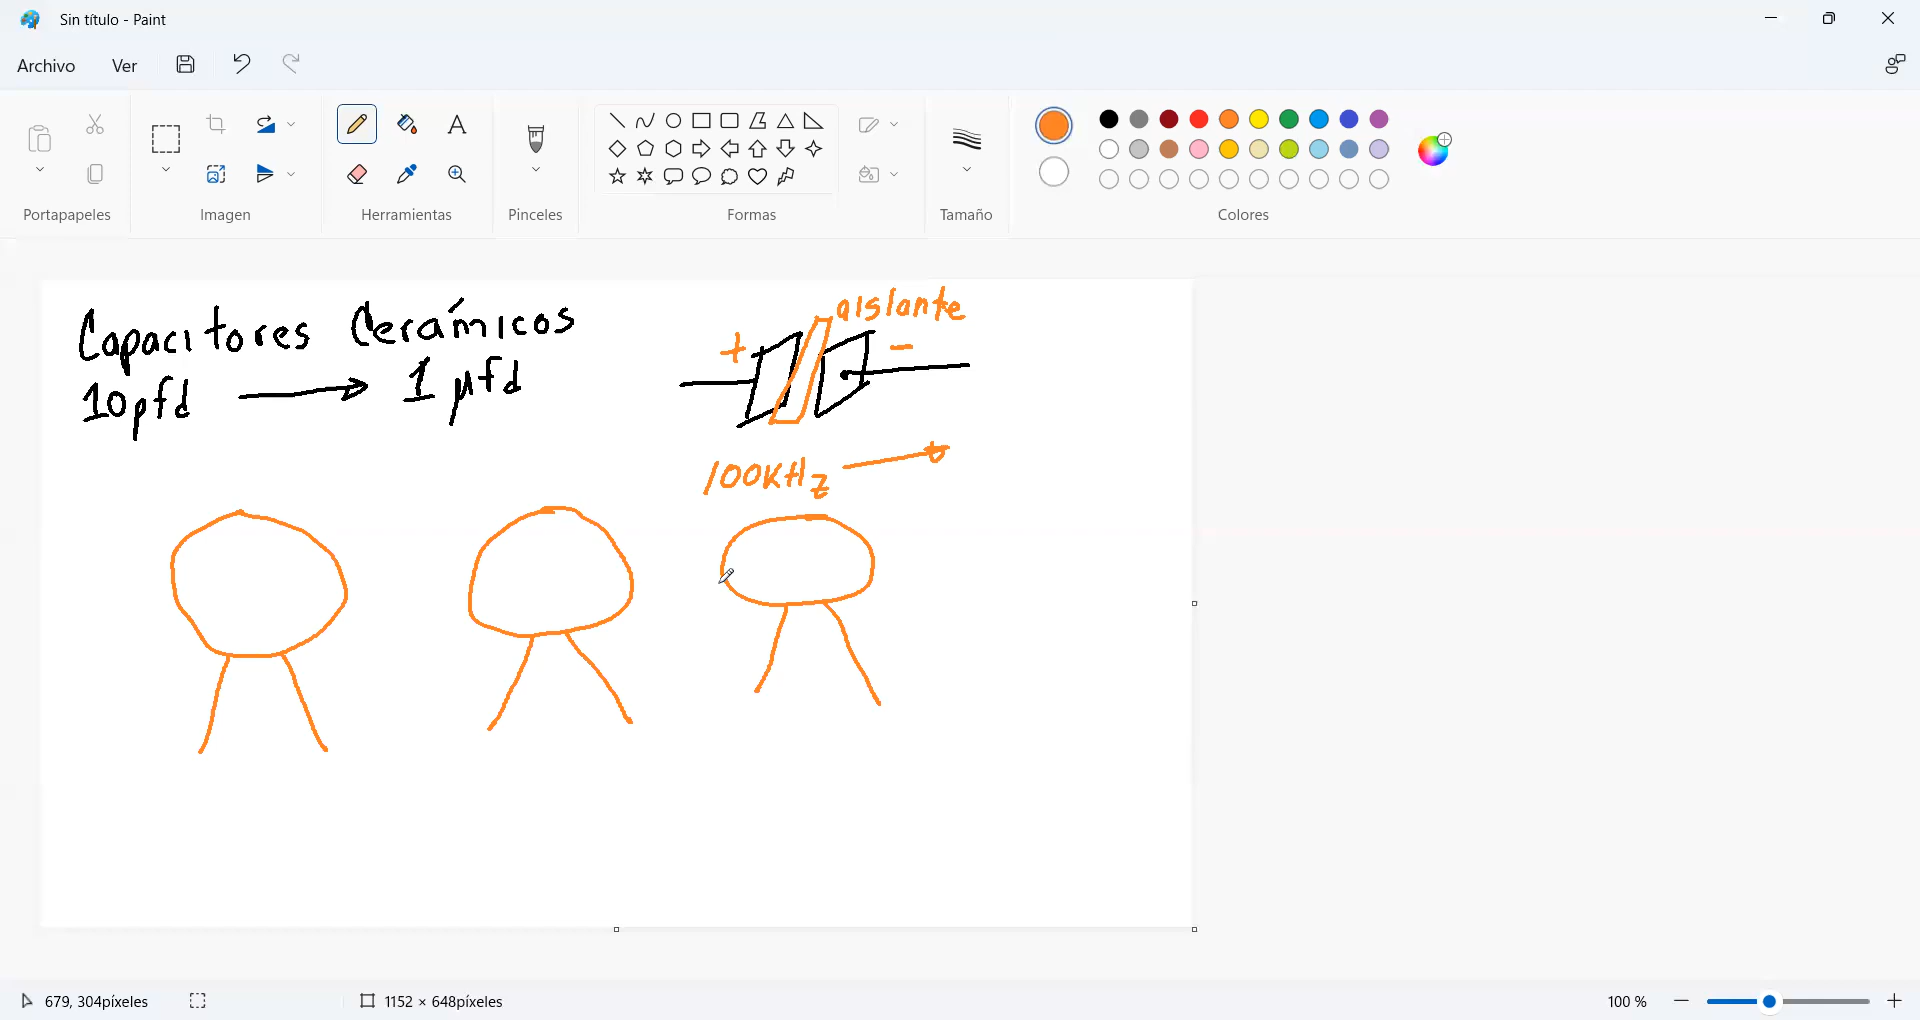 Sin título - Paint
Archivo
Ver
Portapapeles
Imagen
Herramientas
Pinceles
Formas
Tamaño
Colores
Capacitores Cerámicos
10pfd → 1 μfd
aislante
+
-
100KHz →
679, 304píxeles
1152 × 648píxeles
100 %